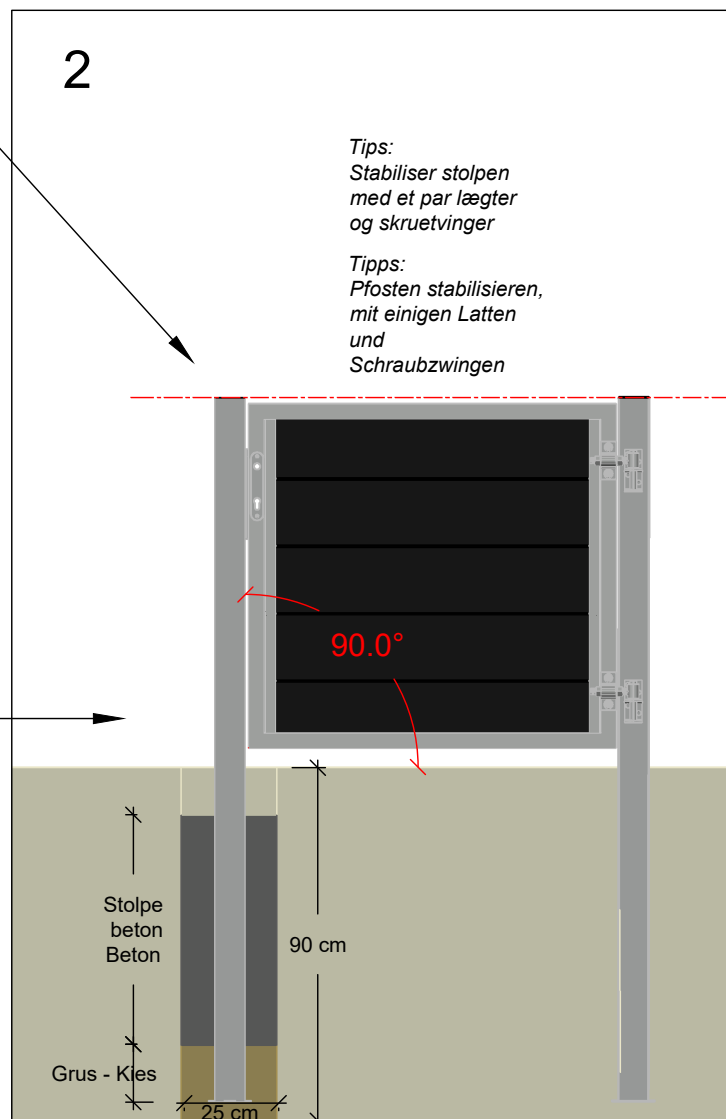 2
Tips:
Stabiliser stolpen
med et par lægter
og skruetvinger
Tipps:
Pfosten stabilisieren,
mit einigen Latten
und
Schraubzwingen
90.0°
Stolpe
beton
Beton
90 cm
Grus - Kies
25 cm